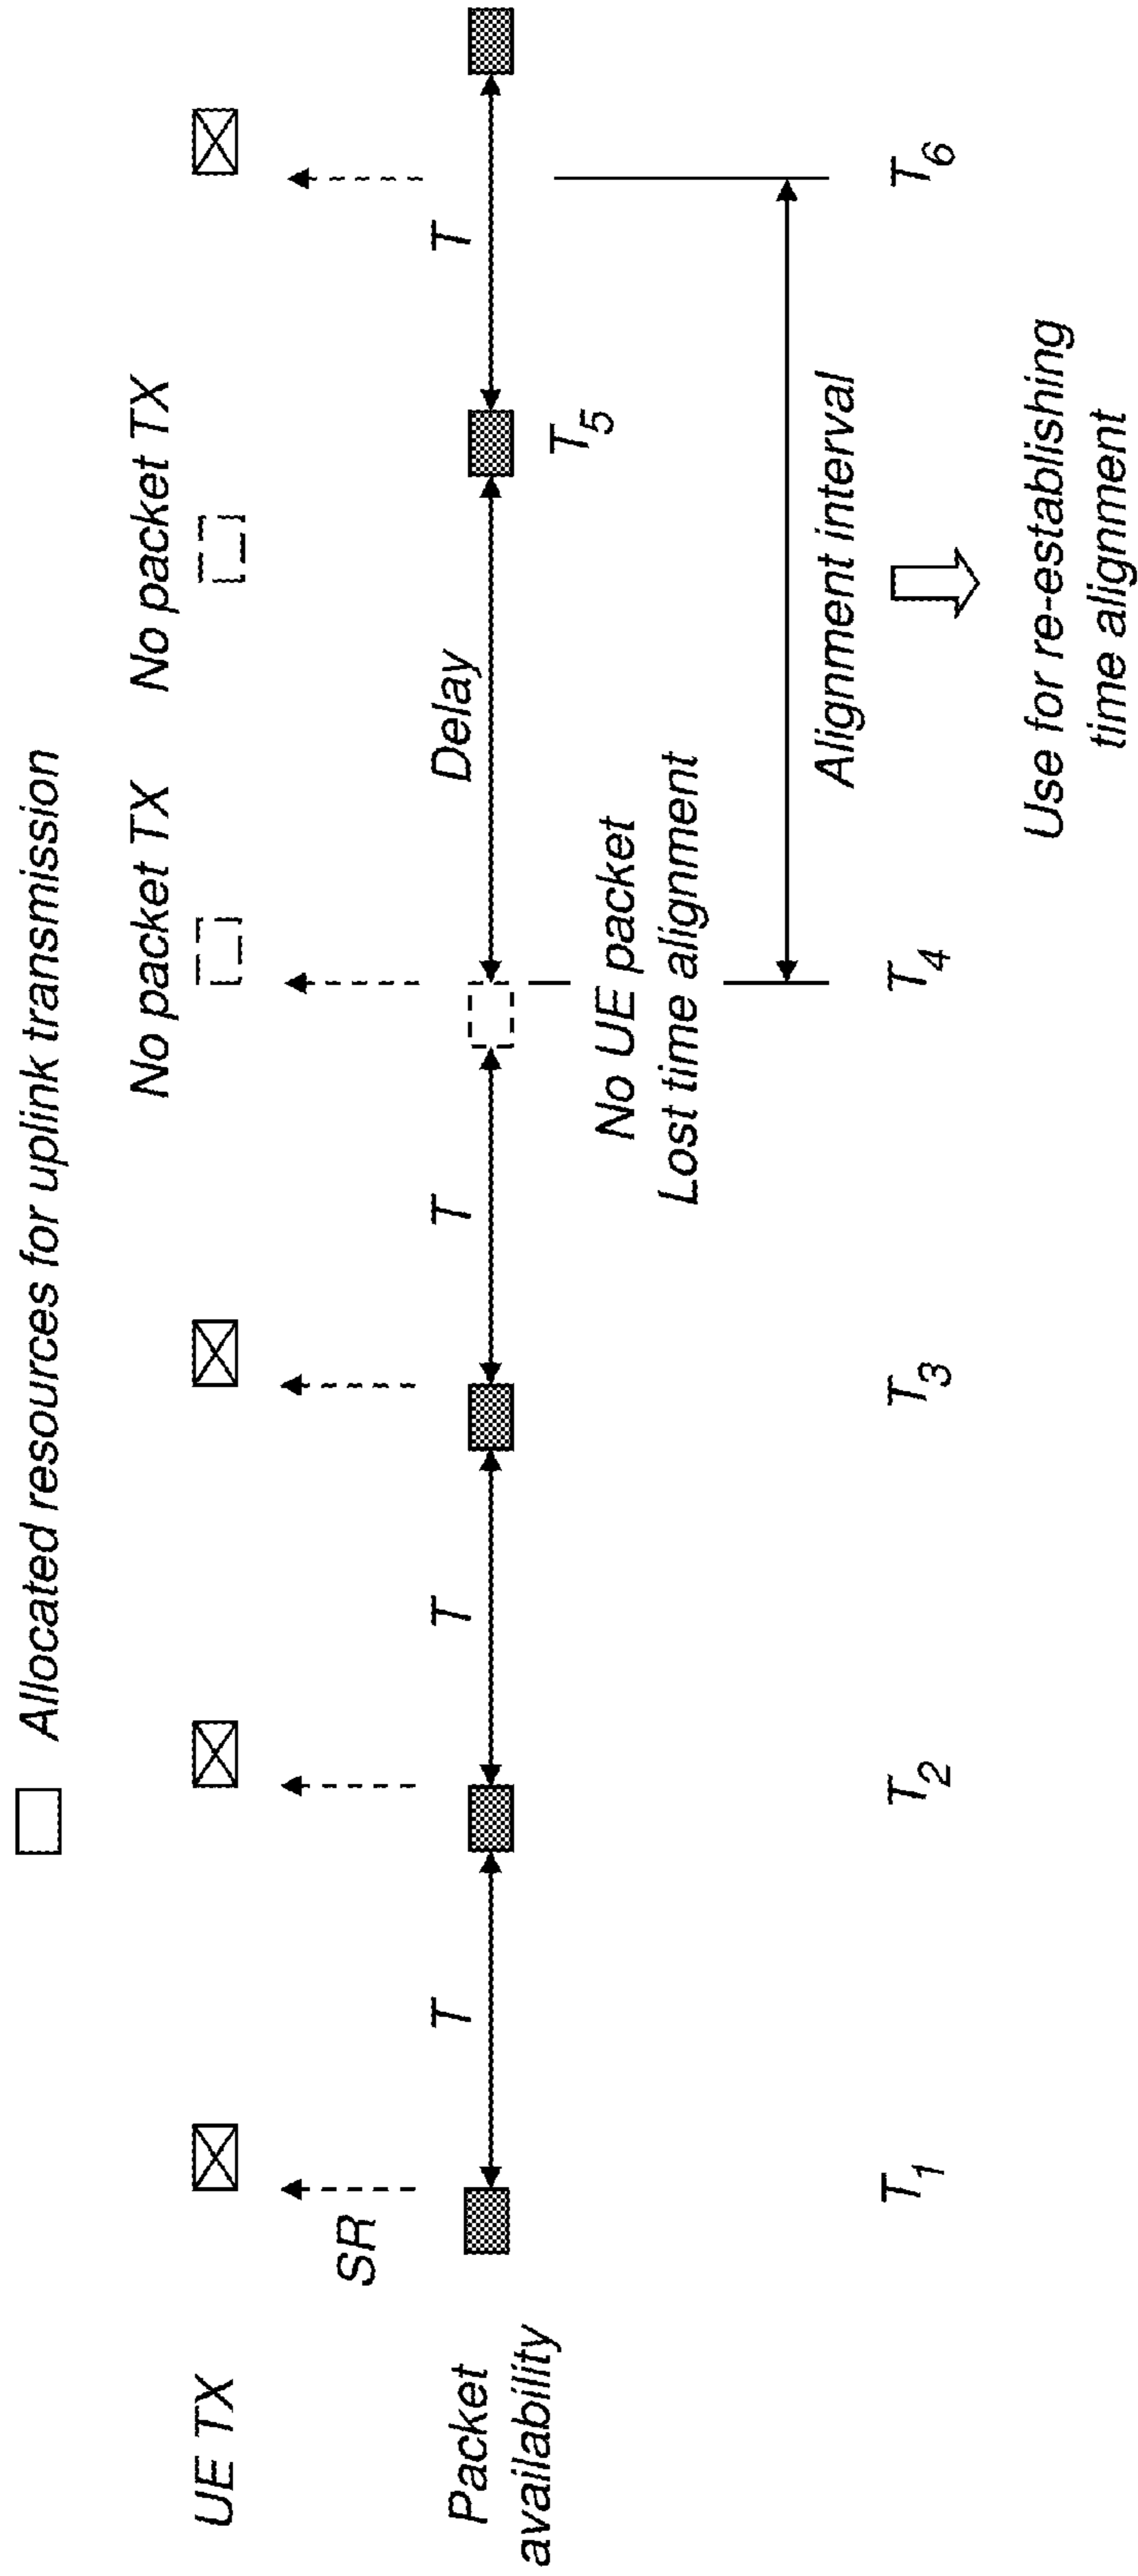 Allocated resources for uplink transmission
No packet TX
No packet TX
UE TX
SR
Packet
availability
T
T
T
Delay
T
T5
No UE packet
Lost time alignment
Alignment interval
T1
T2
T3
T4
T6
Use for re-establishing
time alignment